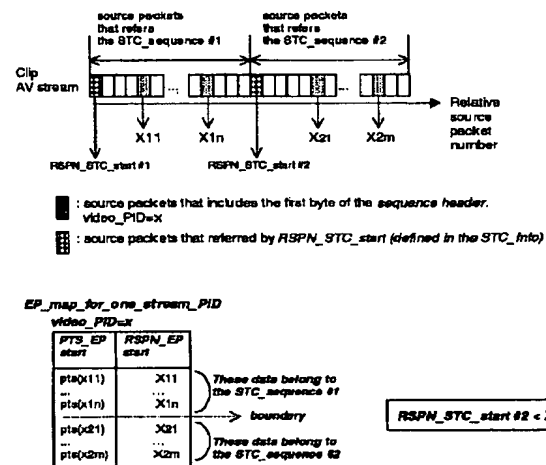 source packets
that refers
the STC_sequence #1
source packets
that refers
the STC_sequence #2
Clip
AV stream
...
...
Relative
source
packet
number
X11
X1n
X21
X2m
RSPN_STC_start #1
RSPN_STC_start #2
: source packets that includes the first byte of the sequence header.
video_PID=x
: source packets that referred by RSPN_STC_start (defined in the STC_Info)
EP_map_for_one_stream_PID
video_PID=x
PTS_EP
start
RSPN_EP
start
pts(x11) X11
... ...
pts(x1n) X1n
These data belong to
the STC_sequence #1
boundary
pts(x21) X21
... ...
pts(x2m) X2m
These data belong to
the STC_sequence #2
RSPN_STC_start #2 <